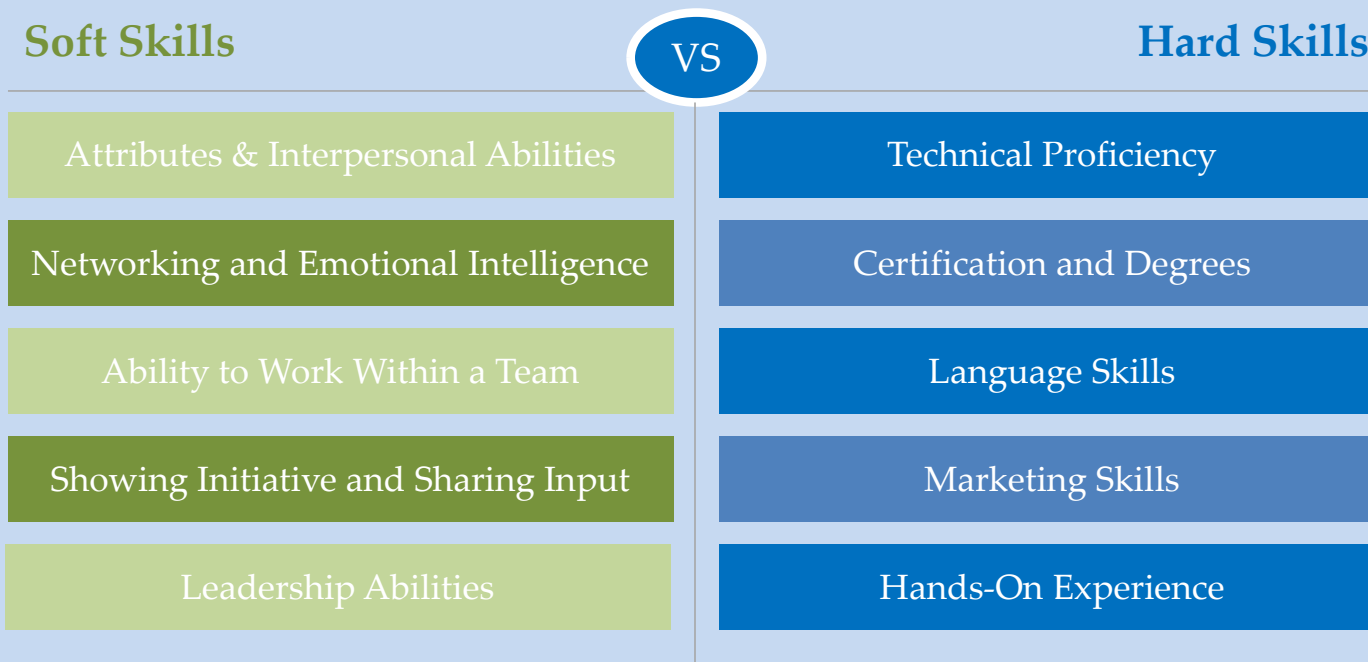 Soft Skills
VS
Hard Skills
Attributes & Interpersonal Abilities
Technical Proficiency
Networking and Emotional Intelligence
Certification and Degrees
Ability to Work Within a Team
Language Skills
Showing Initiative and Sharing Input
Marketing Skills
Leadership Abilities
Hands-On Experience